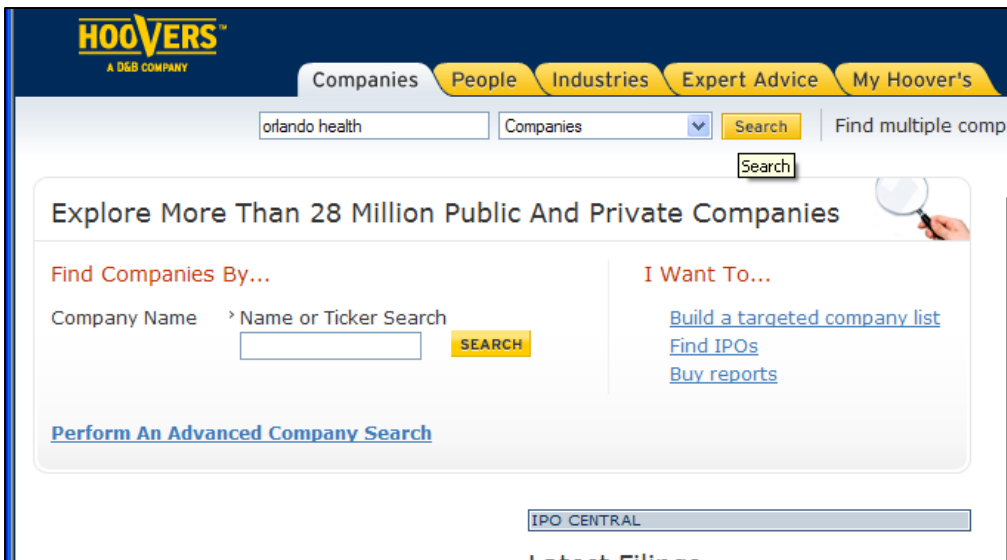 HOOVERS™
A D&B COMPANY
Companies People Industries Expert Advice My Hoover's
orlando health Companies Search Find multiple comp
Search
Explore More Than 28 Million Public And Private Companies
Find Companies By... I Want To...
Company Name › Name or Ticker Search Build a targeted company list
SEARCH Find IPOs
Buy reports
Perform An Advanced Company Search
IPO CENTRAL
Latest Filings